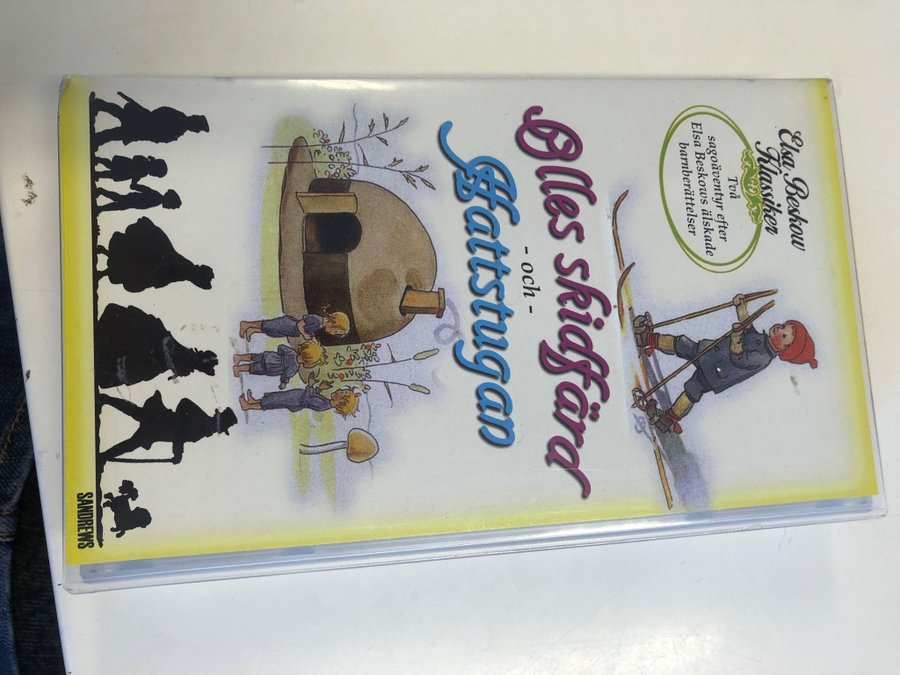 Elsa Beskow
Klassiker
Två
sagoäventyr efter
Elsa Beskows älskade
barnberättelser
Olles skidfärd
- och -
Hattstugan
SANDREWS